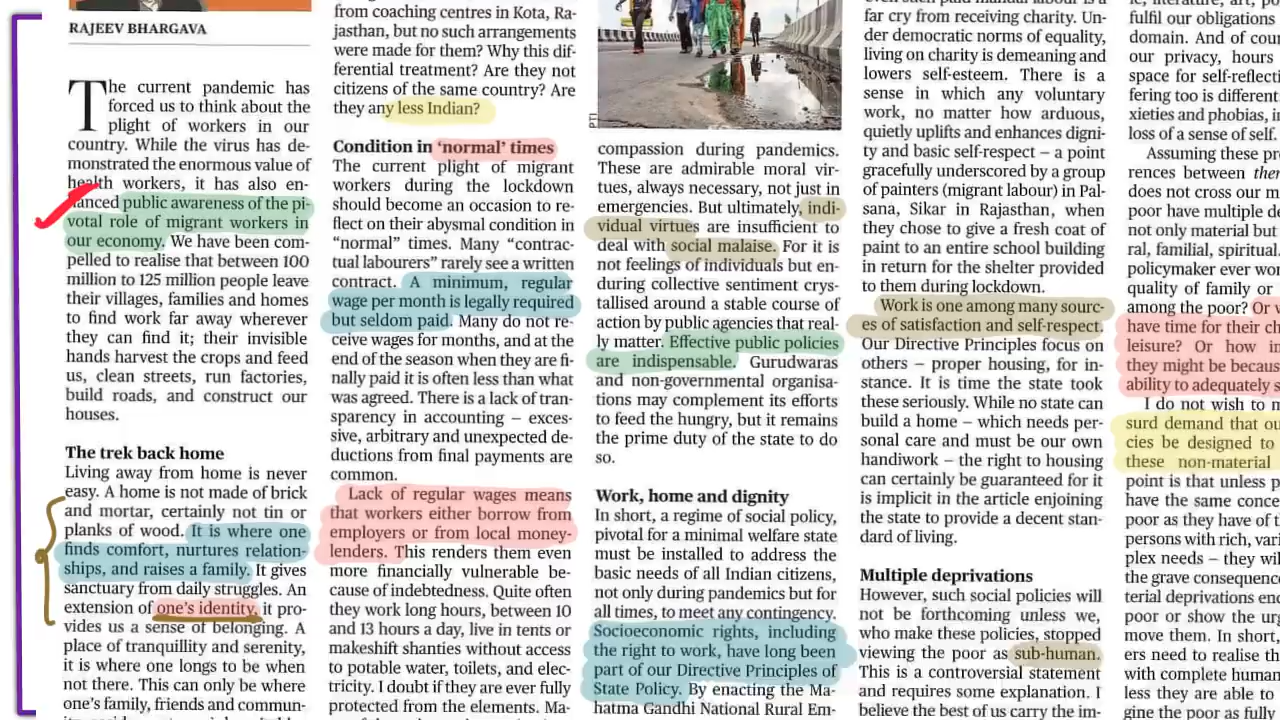 RAJEEV BHARGAVA
The current pandemic has
forced us to think about the
plight of workers in our
country. While the virus has de-
monstrated the enormous value of
health workers, it has also en-
hanced public awareness of the pi-
votal role of migrant workers in
our economy. We have been com-
pelled to realise that between 100
million to 125 million people leave
their villages, families and homes
to find work far away wherever
they can find it; their invisible
hands harvest the crops and feed
us, clean streets, run factories,
build roads, and construct our
houses.
The trek back home
Living away from home is never
easy. A home is not made of brick
and mortar, certainly not tin or
planks of wood. It is where one
finds comfort, nurtures relation-
ships, and raises a family. It gives
sanctuary from daily struggles. An
extension of one's identity, it pro-
vides us a sense of belonging. A
place of tranquillity and serenity,
it is where one longs to be when
not there. This can only be where
one's family, friends and commun-
from coaching centres in Kota, Ra-
jasthan, but no such arrangements
were made for them? Why this dif-
ferential treatment? Are they not
citizens of the same country? Are
they any less Indian?
Condition in 'normal' times
The current plight of migrant
workers during the lockdown
should become an occasion to re-
flect on their abysmal condition in
"normal" times. Many "contrac-
tual labourers" rarely see a written
contract. A minimum, regular
wage per month is legally required
but seldom paid. Many do not re-
ceive wages for months, and at the
end of the season when they are fi-
nally paid it is often less than what
was agreed. There is a lack of tran-
sparency in accounting – exces-
sive, arbitrary and unexpected de-
ductions from final payments are
common.
Lack of regular wages means
that workers either borrow from
employers or from local money-
lenders. This renders them even
more financially vulnerable be-
cause of indebtedness. Quite often
they work long hours, between 10
and 13 hours a day, live in tents or
makeshift shanties without access
to potable water, toilets, and elec-
tricity. I doubt if they are ever fully
protected from the elements. Ma-
PTI
compassion during pandemics.
These are admirable moral vir-
tues, always necessary, not just in
emergencies. But ultimately, indi-
vidual virtues are insufficient to
deal with social malaise. For it is
not feelings of individuals but en-
during collective sentiment crys-
tallised around a stable course of
action by public agencies that real-
ly matter. Effective public policies
are indispensable. Gurudwaras
and non-governmental organisa-
tions may complement its efforts
to feed the hungry, but it remains
the prime duty of the state to do
so.
Work, home and dignity
In short, a regime of social policy,
pivotal for a minimal welfare state
must be installed to address the
basic needs of all Indian citizens,
not only during pandemics but for
all times, to meet any contingency.
Socioeconomic rights, including
the right to work, have long been
part of our Directive Principles of
State Policy. By enacting the Ma-
hatma Gandhi National Rural Em-
even such paid manual labour is a
far cry from receiving charity. Un-
der democratic norms of equality,
living on charity is demeaning and
lowers self-esteem. There is a
sense in which any voluntary
work, no matter how arduous,
quietly uplifts and enhances digni-
ty and basic self-respect – a point
gracefully underscored by a group
of painters (migrant labour) in Pal-
sana, Sikar in Rajasthan, when
they chose to give a fresh coat of
paint to an entire school building
in return for the shelter provided
to them during lockdown.
Work is one among many sourc-
es of satisfaction and self-respect.
Our Directive Principles focus on
others – proper housing, for in-
stance. It is time the state took
these seriously. While no state can
build a home – which needs per-
sonal care and must be our own
handiwork – the right to housing
can certainly be guaranteed for it
is implicit in the article enjoining
the state to provide a decent stan-
dard of living.
Multiple deprivations
However, such social policies will
not be forthcoming unless we,
who make these policies, stopped
viewing the poor as sub-human.
This is a controversial statement
and requires some explanation. I
believe the best of us carry the im-
fulfil our obligations
domain. And of cour
our privacy, hours
space for self-reflecti
fering too is different
xieties and phobias, in
loss of a sense of self.
Assuming these pr
rences between ther
does not cross our m
poor have multiple d
not only material but
ral, familial, spiritual.
policymaker ever wor
quality of family or
among the poor? Or v
have time for their ch
leisure? Or how in
they might be becaus
ability to adequately s
I do not wish to m
surd demand that ou
cies be designed to
these non-material
point is that unless p
have the same conce
poor as they have of t
persons with rich, vari
plex needs – they wil
the grave consequenc
terial deprivations end
poor or show the urg
move them. In short,
ers need to realise th
with complete human
less they are able to
gine the poor as fully